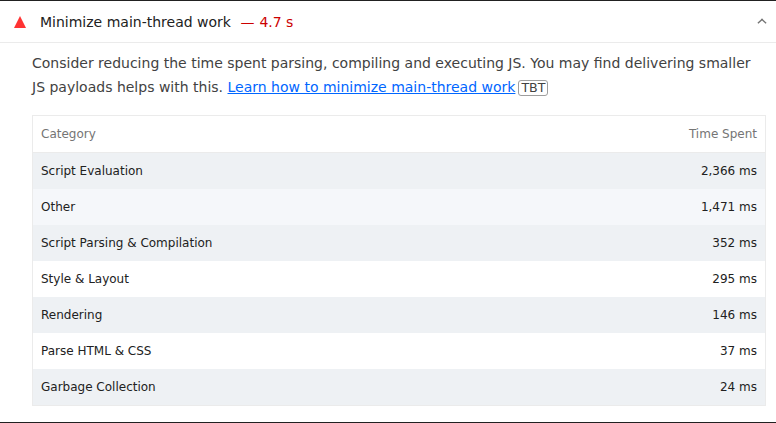 Minimize main-thread work — 4.7 s
Consider reducing the time spent parsing, compiling and executing JS. You may find delivering smaller
JS payloads helps with this. Learn how to minimize main-thread work TBT
Category Time Spent
Script Evaluation 2,366 ms
Other 1,471 ms
Script Parsing & Compilation 352 ms
Style & Layout 295 ms
Rendering 146 ms
Parse HTML & CSS 37 ms
Garbage Collection 24 ms